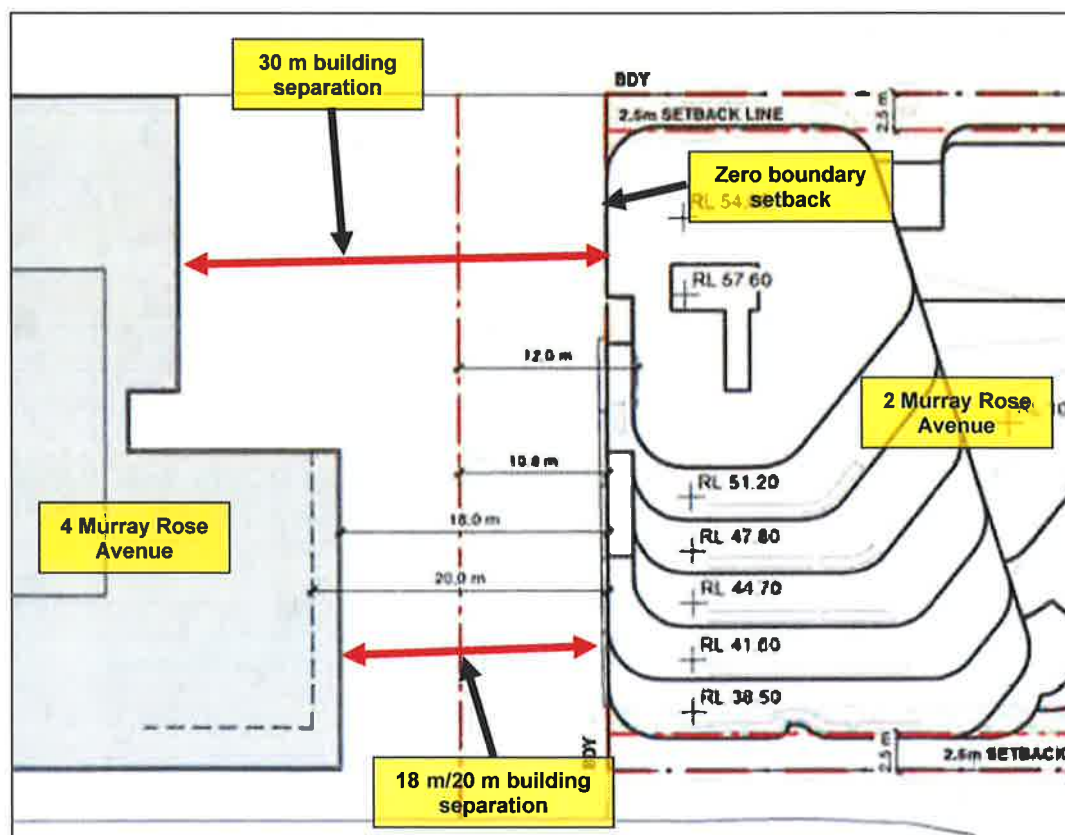 30 m building
separation
BDY
2.5m SETBACK LINE
2.5 m
Zero boundary
setback
RL 54.
RL 57.60
12.0 m
2 Murray Rose
Avenue
RL 51.20
18.0 m
4 Murray Rose
Avenue
RL 47.80
20.0 m
RL 44.70
RL 41.60
RL 38.50
BDY
2.5 m
2.5m SETBACK
18 m/20 m building
separation